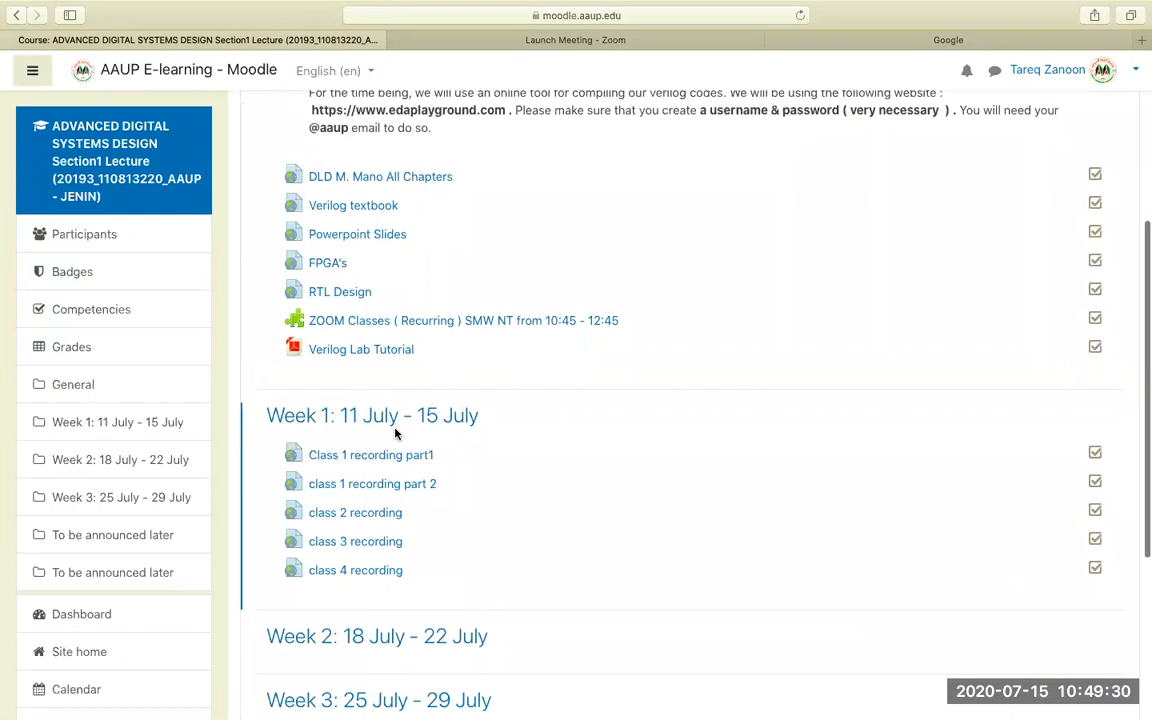 moodle.aaup.edu
Course: ADVANCED DIGITAL SYSTEMS DESIGN Section1 Lecture (20193_110813220_A...
Launch Meeting - Zoom
Google
AAUP E-learning - Moodle
English (en)
Tareq Zanoon
ADVANCED DIGITAL
SYSTEMS DESIGN
Section1 Lecture
(20193_110813220_AAUP
- JENIN)
Participants
Badges
Competencies
Grades
General
Week 1: 11 July - 15 July
Week 2: 18 July - 22 July
Week 3: 25 July - 29 July
To be announced later
To be announced later
Dashboard
Site home
Calendar
For the time being, we will use an online tool for compiling our verilog codes. We will be using the following website :
https://www.edaplayground.com . Please make sure that you create a username & password ( very necessary ) . You will need your
@aaup email to do so.
DLD M. Mano All Chapters
Verilog textbook
Powerpoint Slides
FPGA's
RTL Design
ZOOM Classes ( Recurring ) SMW NT from 10:45 - 12:45
Verilog Lab Tutorial
Week 1: 11 July - 15 July
Class 1 recording part1
class 1 recording part 2
class 2 recording
class 3 recording
class 4 recording
Week 2: 18 July - 22 July
Week 3: 25 July - 29 July
2020-07-15 10:49:30